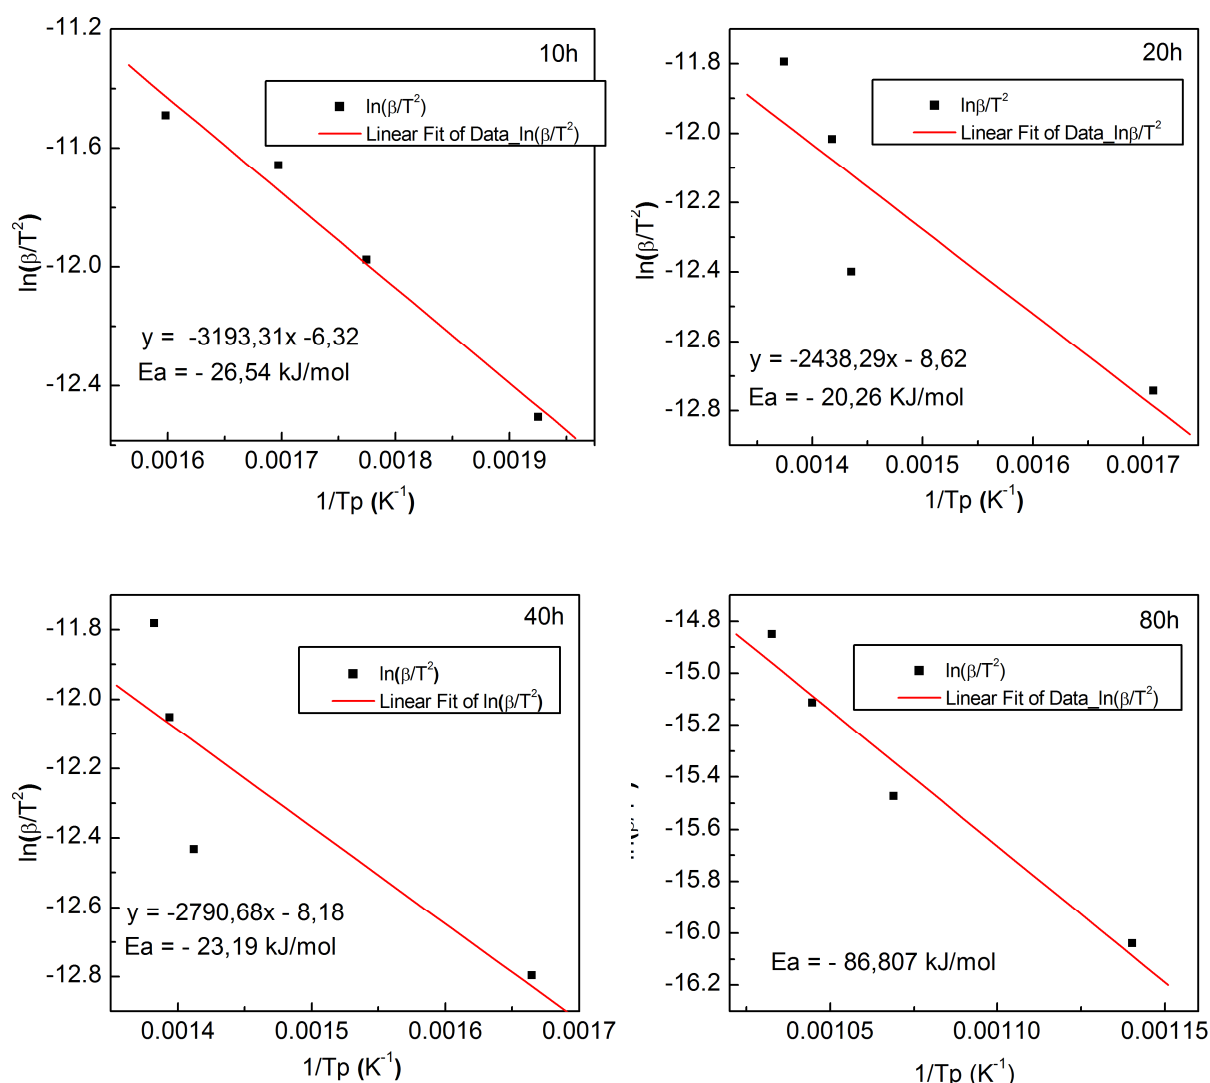 10h
ln(β/T²)
Linear Fit of Data_ln(β/T²)
-11.2
-11.6
-12.0
-12.4
ln(β/T²)
y = -3193,31x -6,32
Ea = - 26,54 kJ/mol
0.0016 0.0017 0.0018 0.0019
1/Tp (K⁻¹)
20h
lnβ/T²
Linear Fit of Data_lnβ/T²
-11.8
-12.0
-12.2
-12.4
-12.6
-12.8
ln(β/T²)
y = -2438,29x - 8,62
Ea = - 20,26 KJ/mol
0.0014 0.0015 0.0016 0.0017
1/Tp (K⁻¹)
40h
ln(β/T²)
Linear Fit of ln(β/T²)
-11.8
-12.0
-12.2
-12.4
-12.6
-12.8
ln(β/T²)
y = -2790,68x - 8,18
Ea = - 23,19 kJ/mol
0.0014 0.0015 0.0016 0.0017
1/Tp (K⁻¹)
80h
ln(β/T²)
Linear Fit of Data_ln(β/T²)
-14.8
-15.0
-15.2
-15.4
-15.6
-15.8
-16.0
-16.2
Ea = - 86,807 kJ/mol
0.00105 0.00110 0.00115
1/Tp (K⁻¹)